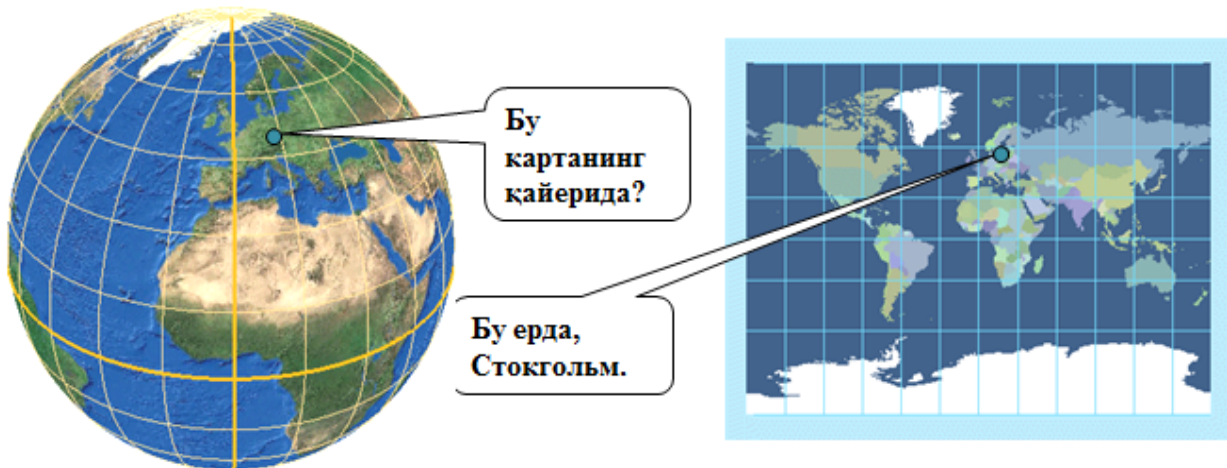 Бу
картанинг
қайерида?
Бу ерда,
Стокгольм.